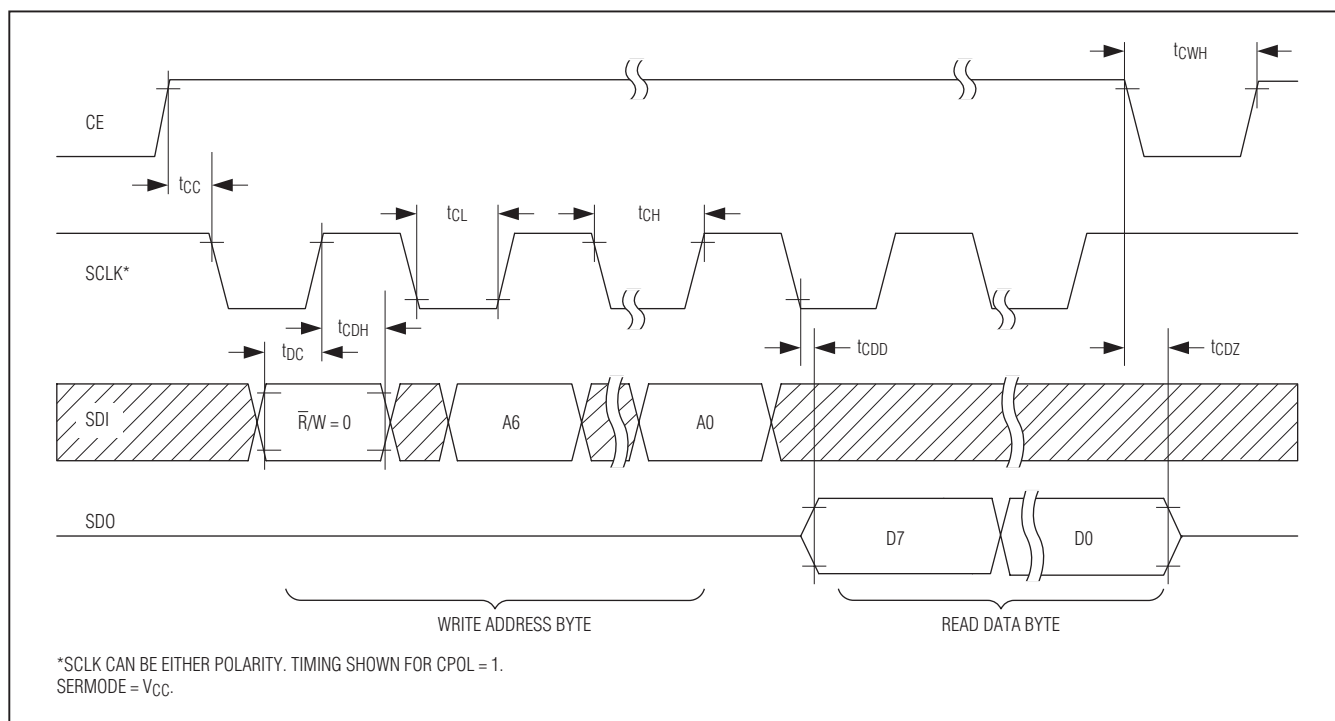 tCWH
CE
tCC
tCL
tCH
SCLK*
tCDH
tDC
tCDD
tCDZ
SDI
R̅/W = 0
A6
A0
SDO
D7
D0
WRITE ADDRESS BYTE
READ DATA BYTE
*SCLK CAN BE EITHER POLARITY. TIMING SHOWN FOR CPOL = 1.
SERMODE = VCC.